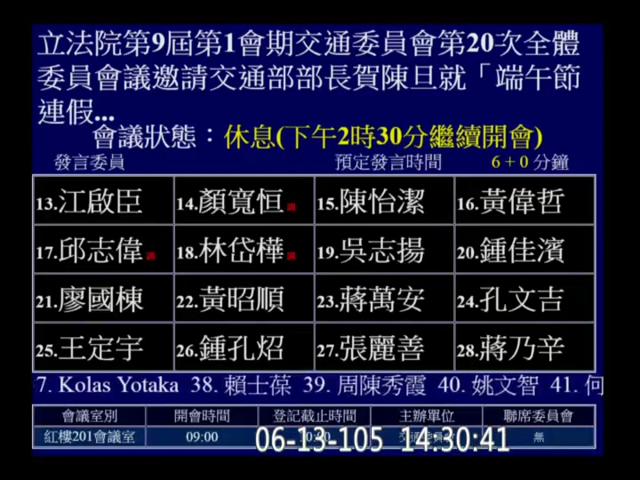 立法院第9屆第1會期交通委員會第20次全體
委員會議邀請交通部部長賀陳旦就「端午節
連假...
會議狀態：休息(下午2時30分繼續開會)
發言委員 預定發言時間 6 + 0 分鐘
13.江啟臣 14.顏寬恒 15.陳怡潔 16.黃偉哲
17.邱志偉 18.林岱樺 19.吳志揚 20.鍾佳濱
21.廖國棟 22.黃昭順 23.蔣萬安 24.孔文吉
25.王定宇 26.鍾孔炤 27.張麗善 28.蔣乃辛
7. Kolas Yotaka 38. 賴士葆 39. 周陳秀霞 40. 姚文智 41. 何
會議室別 開會時間 登記截止時間 主辦單位 聯席委員會
紅樓201會議室 09:00 無
06-13-105 14:30:41